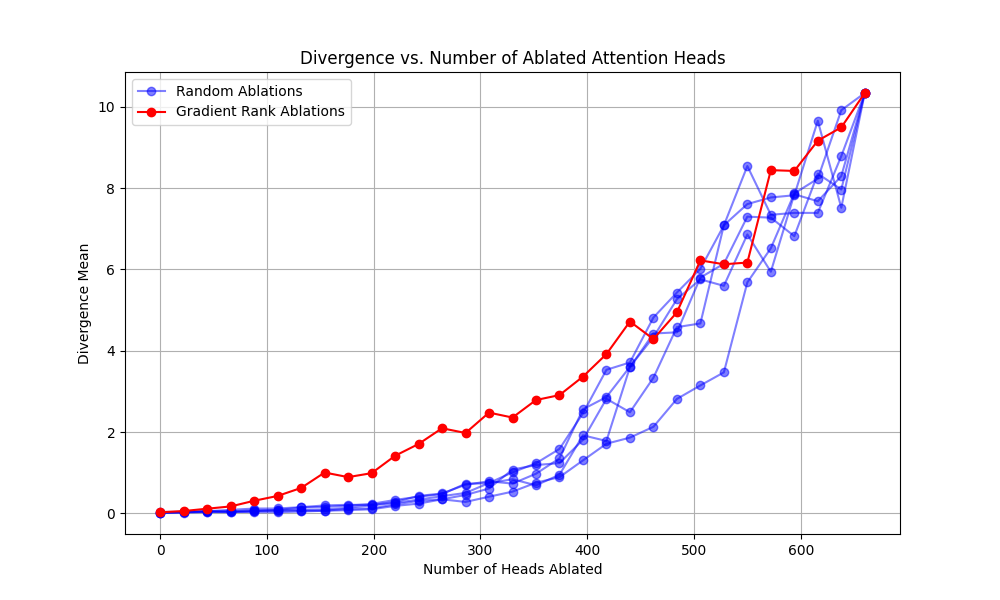 Divergence vs. Number of Ablated Attention Heads
Random Ablations
Gradient Rank Ablations
Divergence Mean
10
8
6
4
2
0
0 100 200 300 400 500 600
Number of Heads Ablated